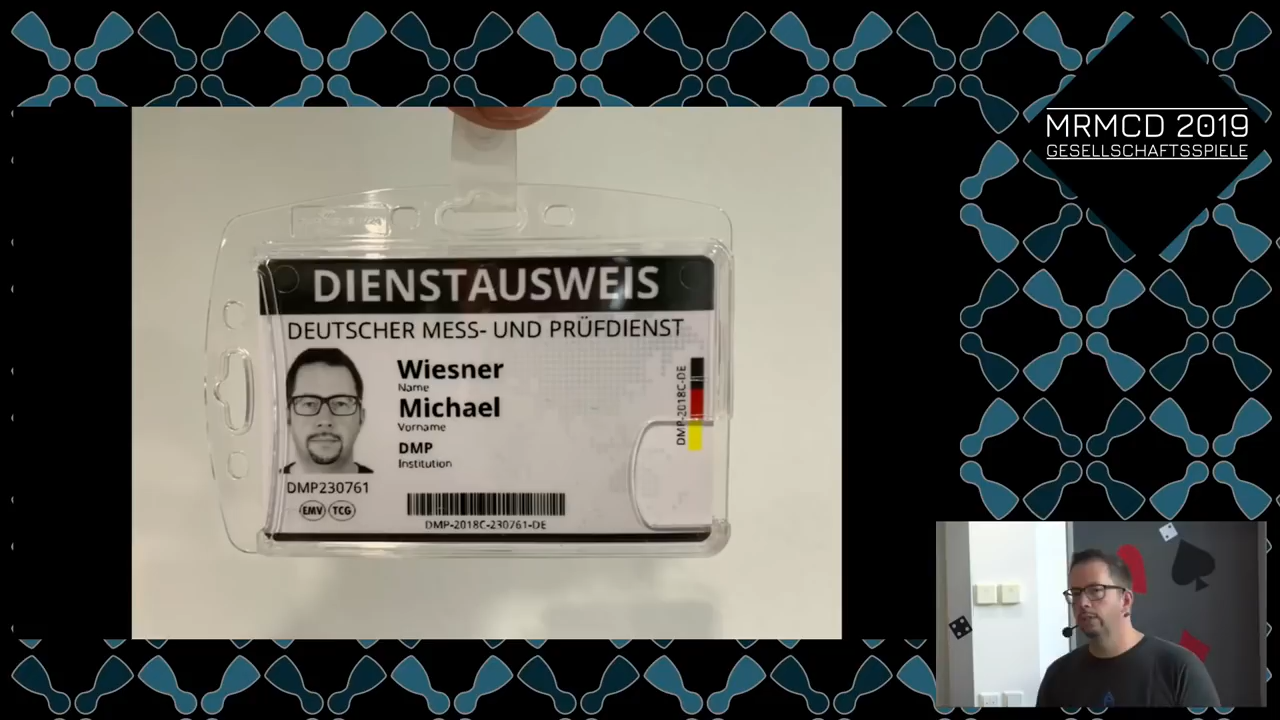 MRMCD 2019
GESELLSCHAFTSSPIELE
DIENSTAUSWEIS
DEUTSCHER MESS- UND PRÜFDIENST
Wiesner
Name
Michael
Vorname
DMP
Institution
DMP230761
EMV TCG
DMP-2018C-230761-DE
DMP-2018C-DE